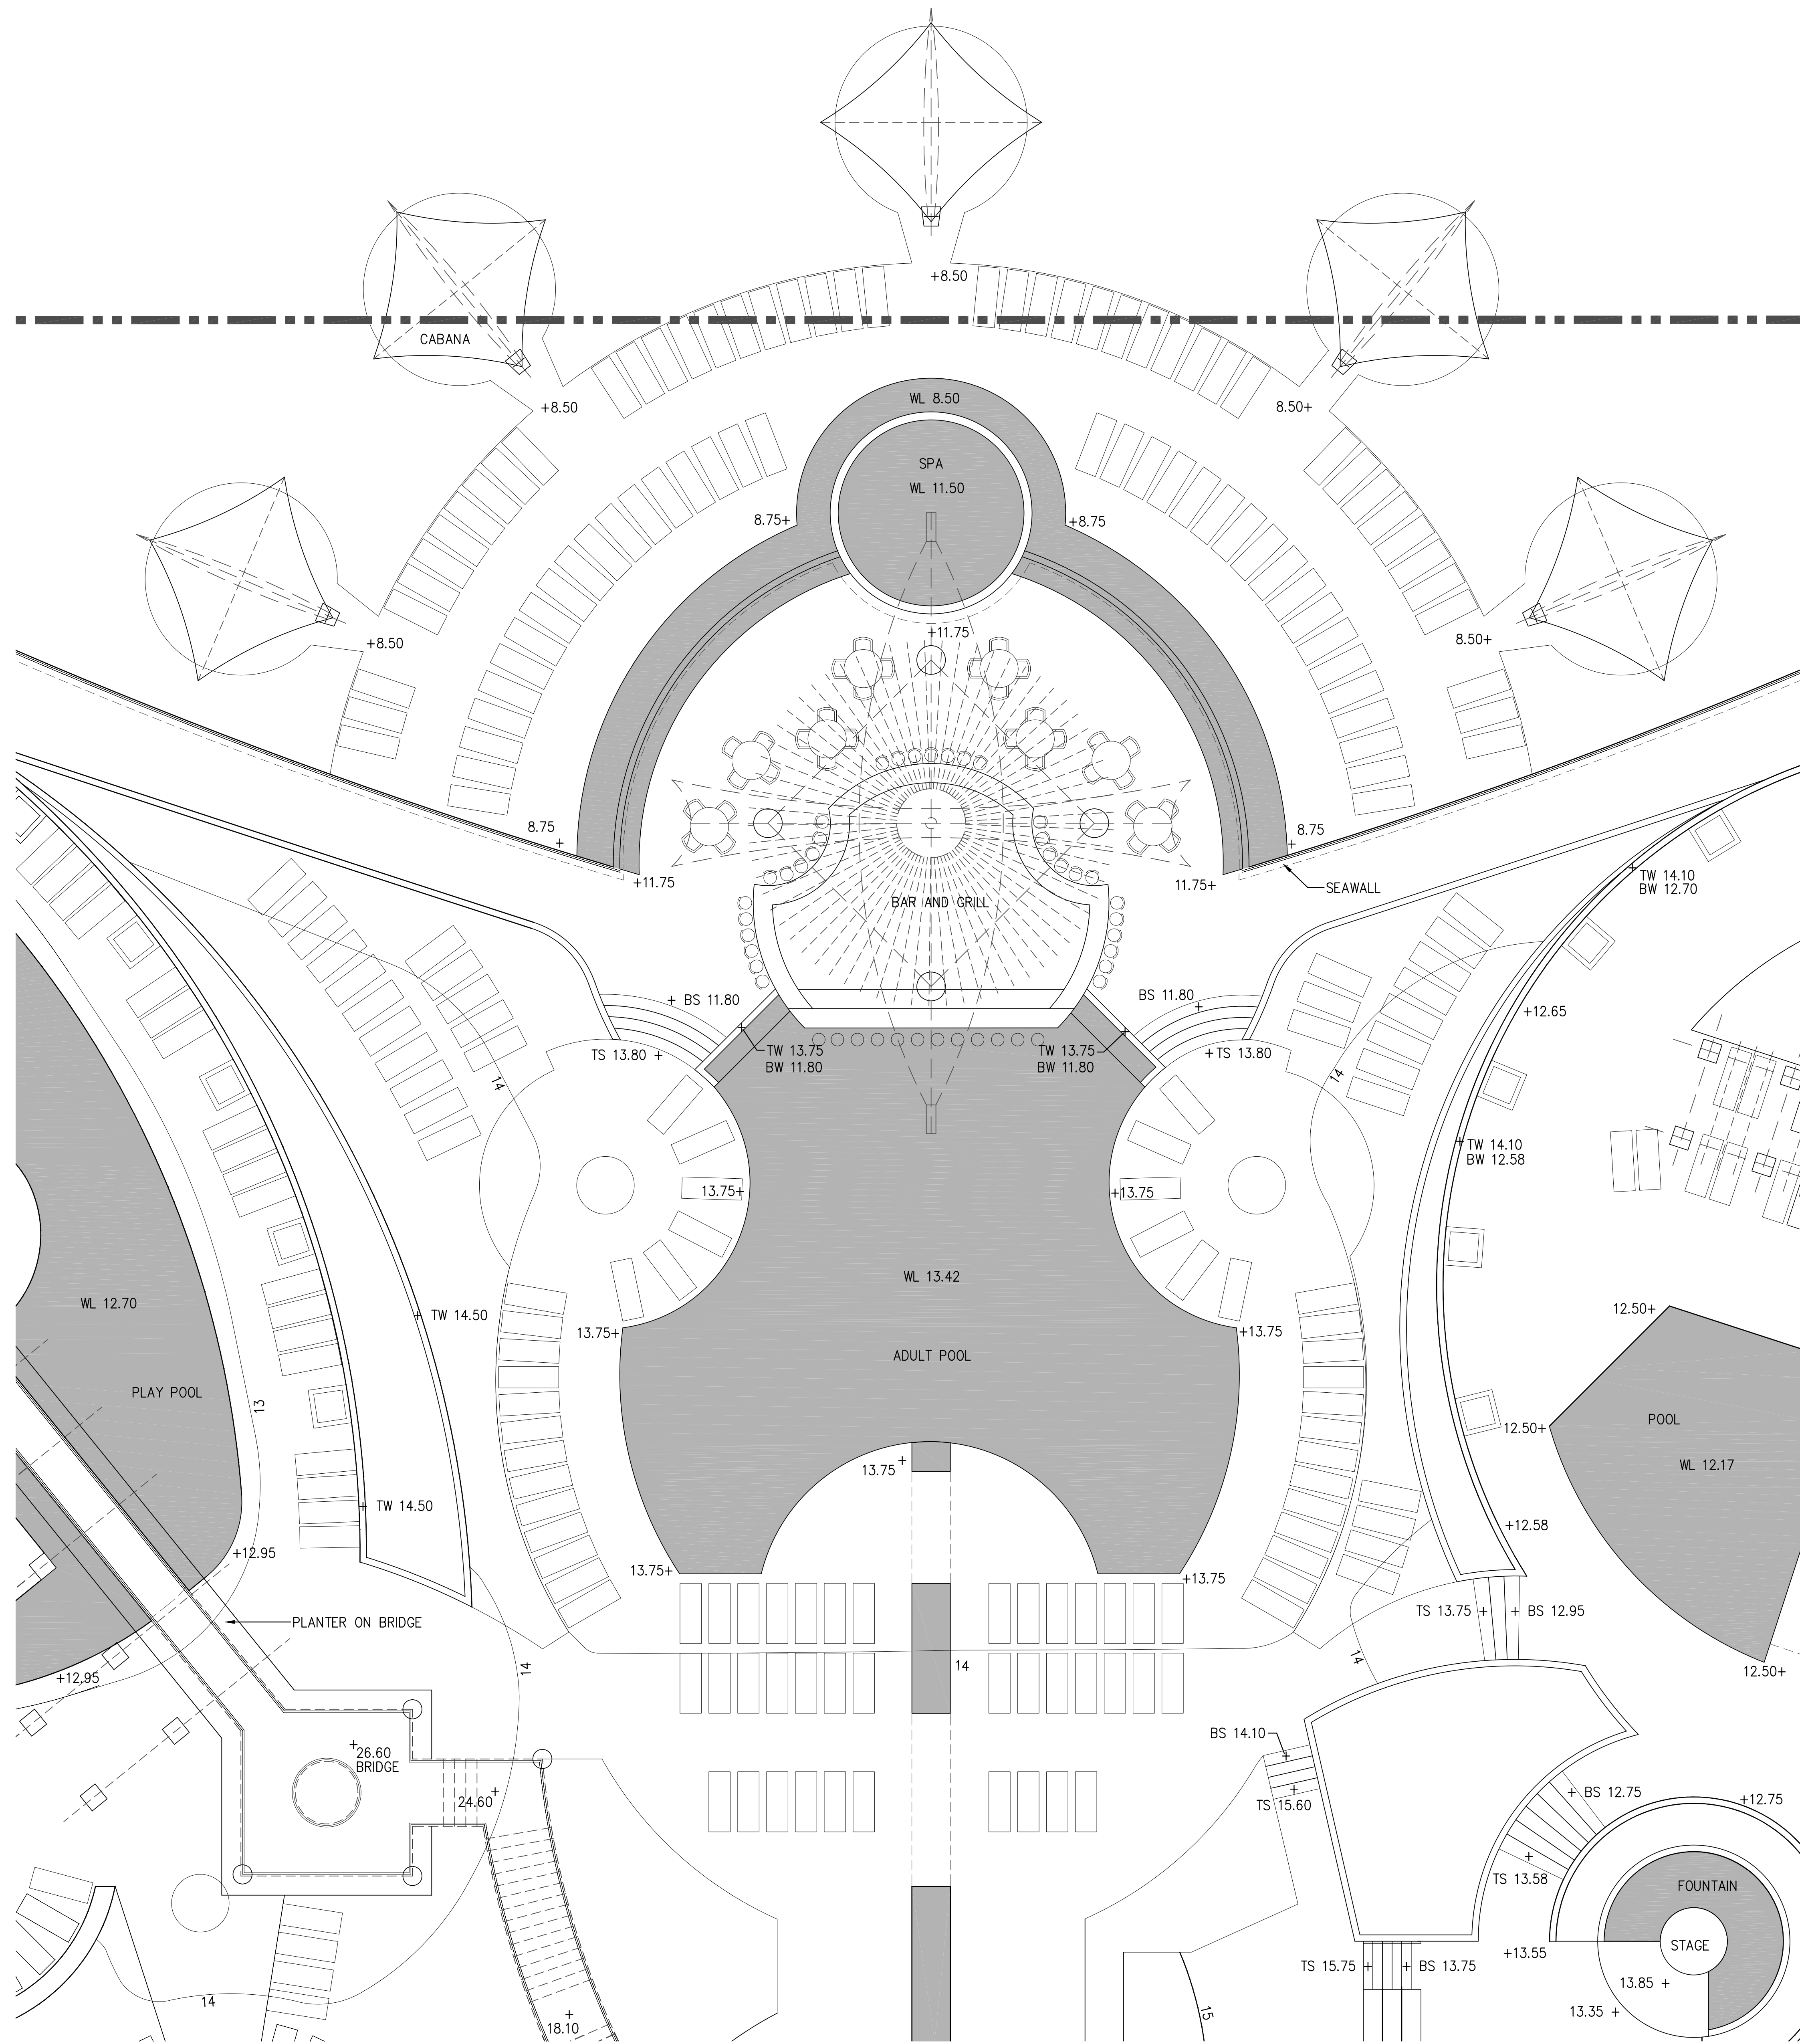 +8.50
CABANA
+8.50
8.50+
WL 8.50
SPA
WL 11.50
8.75+
+8.75
+11.75
+8.50
8.50+
8.75
+
8.75
+
+11.75
11.75+
SEAWALL
TW 14.10
BW 12.70
BAR AND GRILL
+ BS 11.80
BS 11.80
+
+12.65
TS 13.80 +
TW 13.75
BW 11.80
TW 13.75
BW 11.80
+TS 13.80
14
14
TW 14.10
BW 12.58
13.75+
+13.75
WL 13.42
WL 12.70
+ TW 14.50
13.75+
+13.75
12.50+
ADULT POOL
PLAY POOL
13
POOL
12.50+
WL 12.17
13.75+
+ TW 14.50
+12.58
+12.95
13.75+
+13.75
TS 13.75 +
+ BS 12.95
PLANTER ON BRIDGE
14
14
14
+12.95
12.50+
BS 14.10
+
+
26.60
BRIDGE
24.60+
+
TS 15.60
+ BS 12.75
+12.75
+
TS 13.58
FOUNTAIN
STAGE
+13.55
TS 15.75 +
+ BS 13.75
13.85 +
13.35 +
14
15
+
18.10